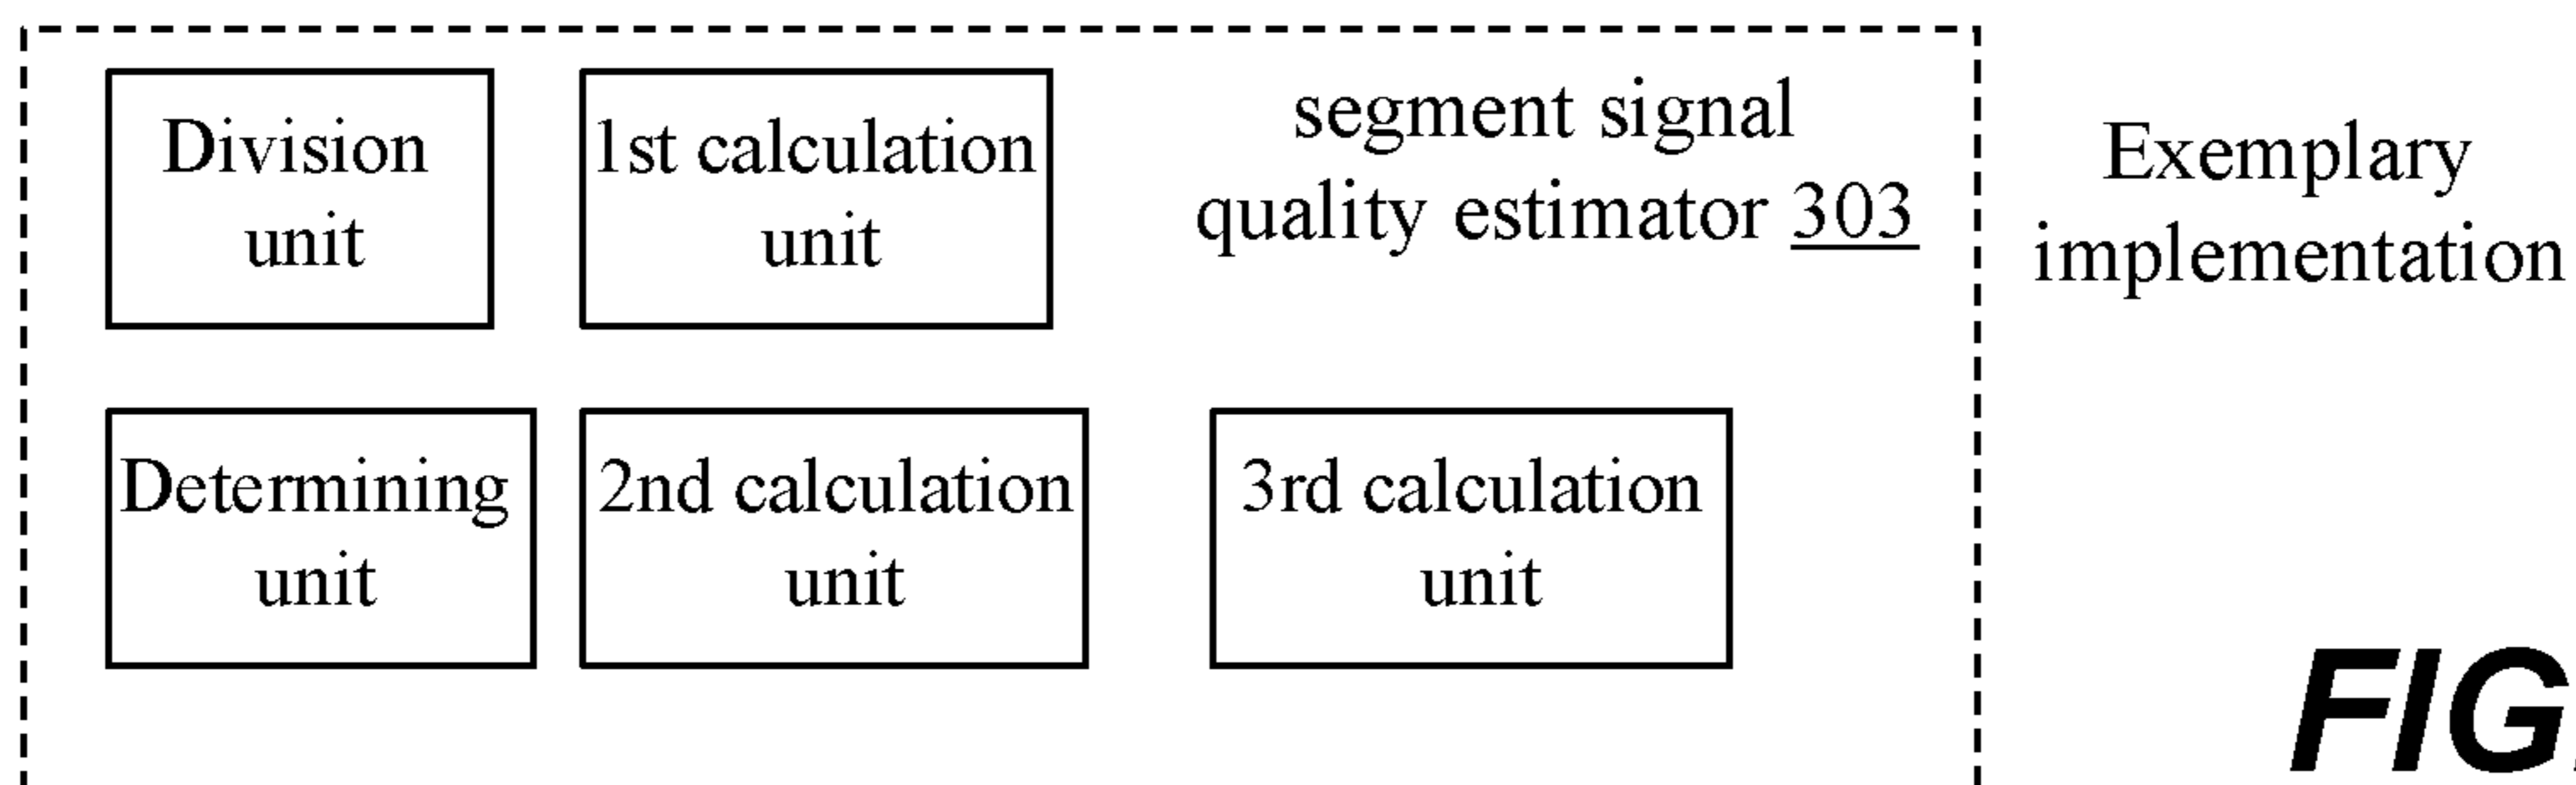 Division
unit
1st calculation
unit
segment signal
quality estimator 303
Exemplary
implementation
Determining
unit
2nd calculation
unit
3rd calculation
unit
FIG.